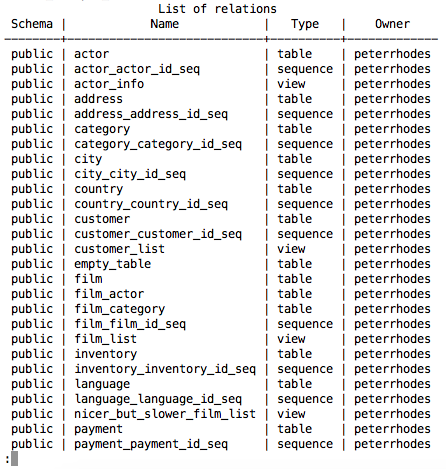 List of relations
Schema | Name | Type | Owner
--------+----------------------------+----------+-------------
public | actor | table | peterrhodes
public | actor_actor_id_seq | sequence | peterrhodes
public | actor_info | view | peterrhodes
public | address | table | peterrhodes
public | address_address_id_seq | sequence | peterrhodes
public | category | table | peterrhodes
public | category_category_id_seq | sequence | peterrhodes
public | city | table | peterrhodes
public | city_city_id_seq | sequence | peterrhodes
public | country | table | peterrhodes
public | country_country_id_seq | sequence | peterrhodes
public | customer | table | peterrhodes
public | customer_customer_id_seq | sequence | peterrhodes
public | customer_list | view | peterrhodes
public | empty_table | table | peterrhodes
public | film | table | peterrhodes
public | film_actor | table | peterrhodes
public | film_category | table | peterrhodes
public | film_film_id_seq | sequence | peterrhodes
public | film_list | view | peterrhodes
public | inventory | table | peterrhodes
public | inventory_inventory_id_seq | sequence | peterrhodes
public | language | table | peterrhodes
public | language_language_id_seq | sequence | peterrhodes
public | nicer_but_slower_film_list | view | peterrhodes
public | payment | table | peterrhodes
public | payment_payment_id_seq | sequence | peterrhodes
: